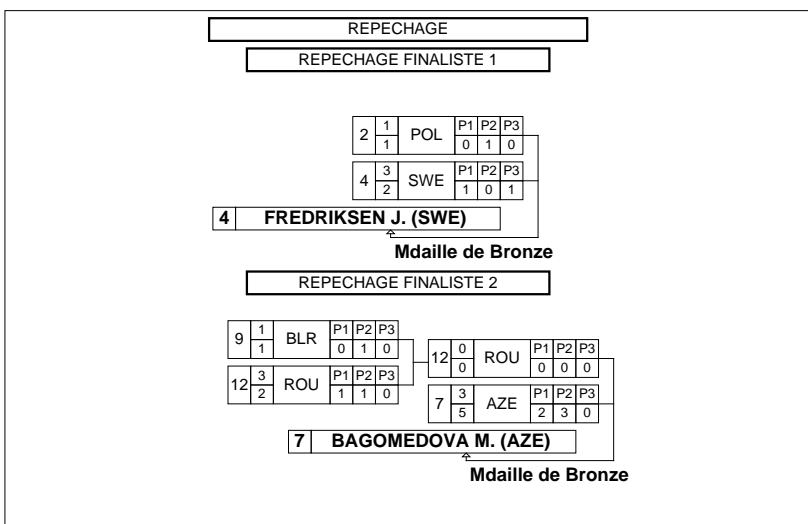 REPECHAGE
REPECHAGE FINALISTE 1
2 1 POL P1 P2 P3
1 0 1 0
4 3 SWE P1 P2 P3
2 1 0 1
4 FREDRIKSEN J. (SWE)
Mdaille de Bronze
REPECHAGE FINALISTE 2
9 1 BLR P1 P2 P3
1 0 1 0
12 0 ROU P1 P2 P3
0 0 0 0
12 3 ROU P1 P2 P3
2 1 1 0
7 3 AZE P1 P2 P3
5 2 3 0
7 BAGOMEDOVA M. (AZE)
Mdaille de Bronze